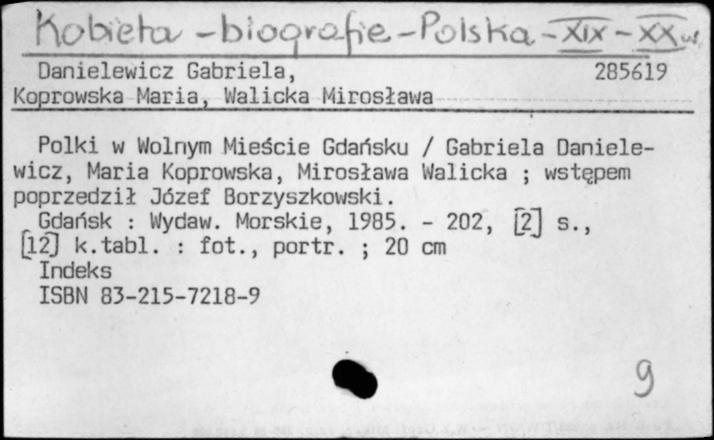 Kobieta - biografie - Polska - XIX - XX w.
Danielewicz Gabriela, 285619
Koprowska Maria, Walicka Mirosława
Polki w Wolnym Mieście Gdańsku / Gabriela Daniele-
wicz, Maria Koprowska, Mirosława Walicka ; wstępem
poprzedził Józef Borzyszkowski.
Gdańsk : Wydaw. Morskie, 1985. - 202, [2] s.,
[12] k.tabl. : fot., portr. ; 20 cm
Indeks
ISBN 83-215-7218-9
9